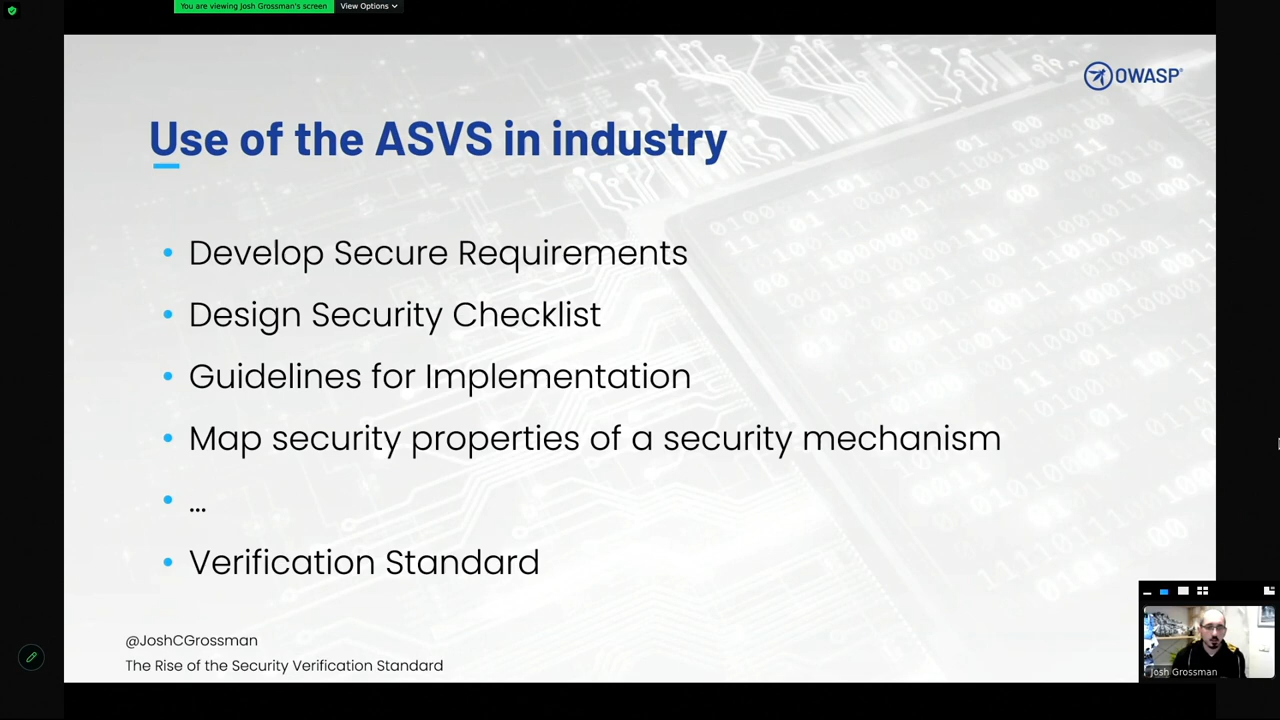 You are viewing Josh Grossman's screen View Options
OWASP®
Use of the ASVS in industry
Develop Secure Requirements
Design Security Checklist
Guidelines for Implementation
Map security properties of a security mechanism
...
Verification Standard
@JoshCGrossman
The Rise of the Security Verification Standard
Josh Grossman